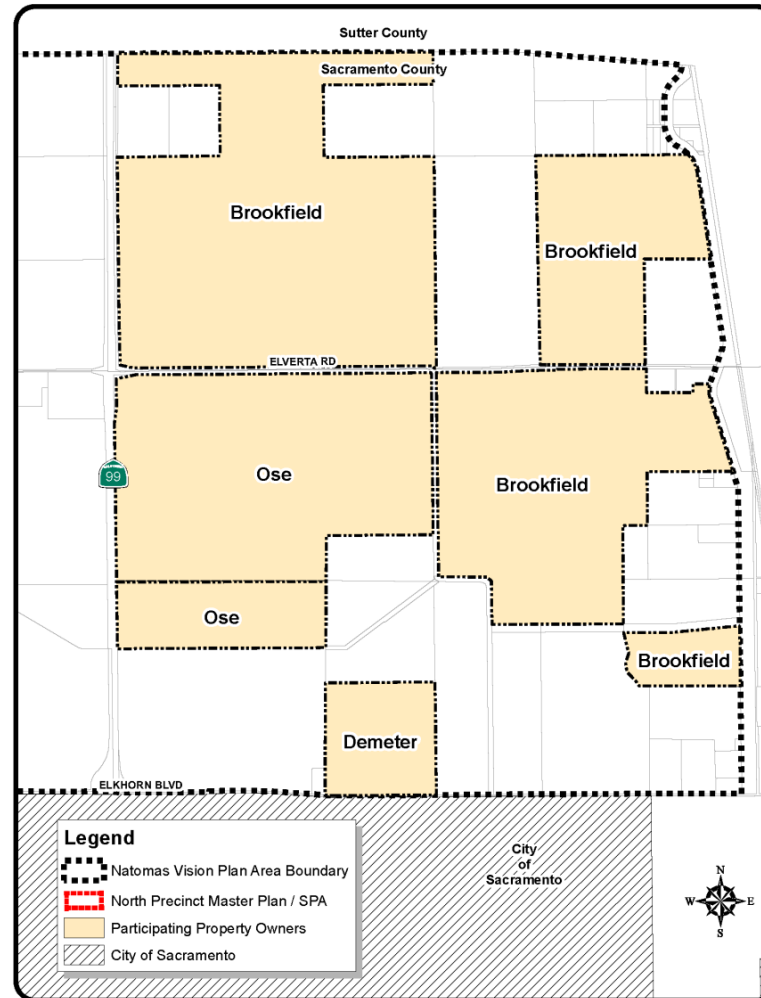 Sutter County
Sacramento County
Brookfield
Brookfield
ELVERTA RD
Ose
Brookfield
99
Ose
Brookfield
Demeter
ELKHORN BLVD
Legend
Natomas Vision Plan Area Boundary
North Precinct Master Plan / SPA
Participating Property Owners
City of Sacramento
City
of
Sacramento
N
W E
S